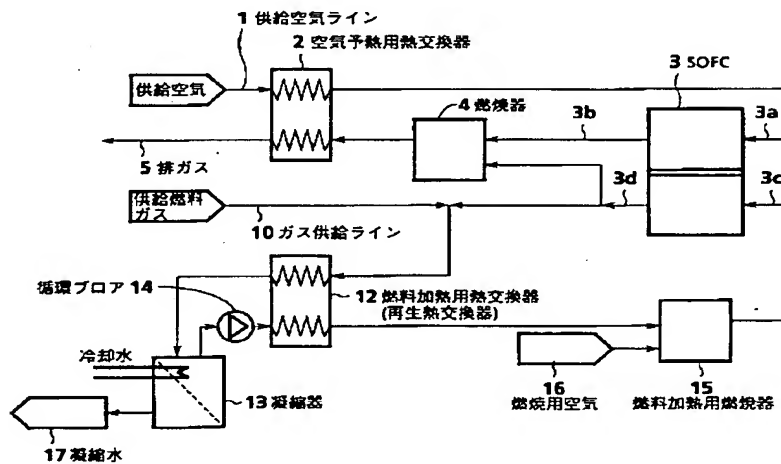 1 供給空気ライン
2 空気予熱用熱交換器
3 SOFC
供給空気
4 燃焼器
3b
3a
5 排ガス
供給燃料
ガス
3d
3c
10 ガス供給ライン
循環ブロア 14
12 燃料加熱用熱交換器
(再生熱交換器)
冷却水
13 凝縮器
16
燃焼用空気
15
燃料加熱用燃焼器
17 凝縮水